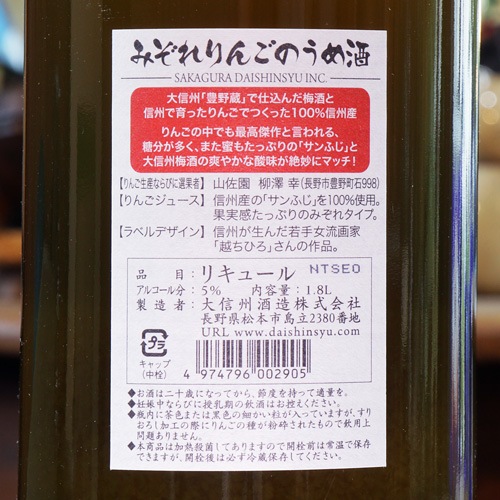 みぞれりんごのうめ酒
SAKAGURA DAISHINSYU INC.
大信州「豊野蔵」で仕込んだ梅酒と
信州で育ったりんごでつくった100%信州産
りんごの中でも最高傑作と言われる、
糖分が多く、また蜜もたっぷりの「サンふじ」と
大信州梅酒の爽やかな酸味が絶妙にマッチ!
【りんご生産ならびに選果者】山佐園 柳澤 幸(長野市豊野町石998)
【りんごジュース】信州産の「サンふじ」を100%使用。
果実感たっぷりのみぞれタイプ。
【ラベルデザイン】信州が生んだ若手女流画家
「越ちひろ」さんの作品。
品目:リキュール NTSEO
アルコール分:5% 内容量:1.8L
製造者:大信州酒造株式会社
長野県松本市島立2380番地
URL www.daishinsyu.com
プラ
キャップ
(中栓)
4 974796 002905
◆お酒は二十歳になってから、節度を持って適量を。
◆妊娠中ならびに授乳期の飲酒はお控えください。
◆瓶内に茶色または黒色の細かい粒が入っていますが、すり
おろし加工の際にりんごの種が粉砕されたもので飲用上
問題ありません。
◆本商品は加熱殺菌してありますので開栓前は常温で保存
できますが、開栓後は必ず冷蔵保存してください。